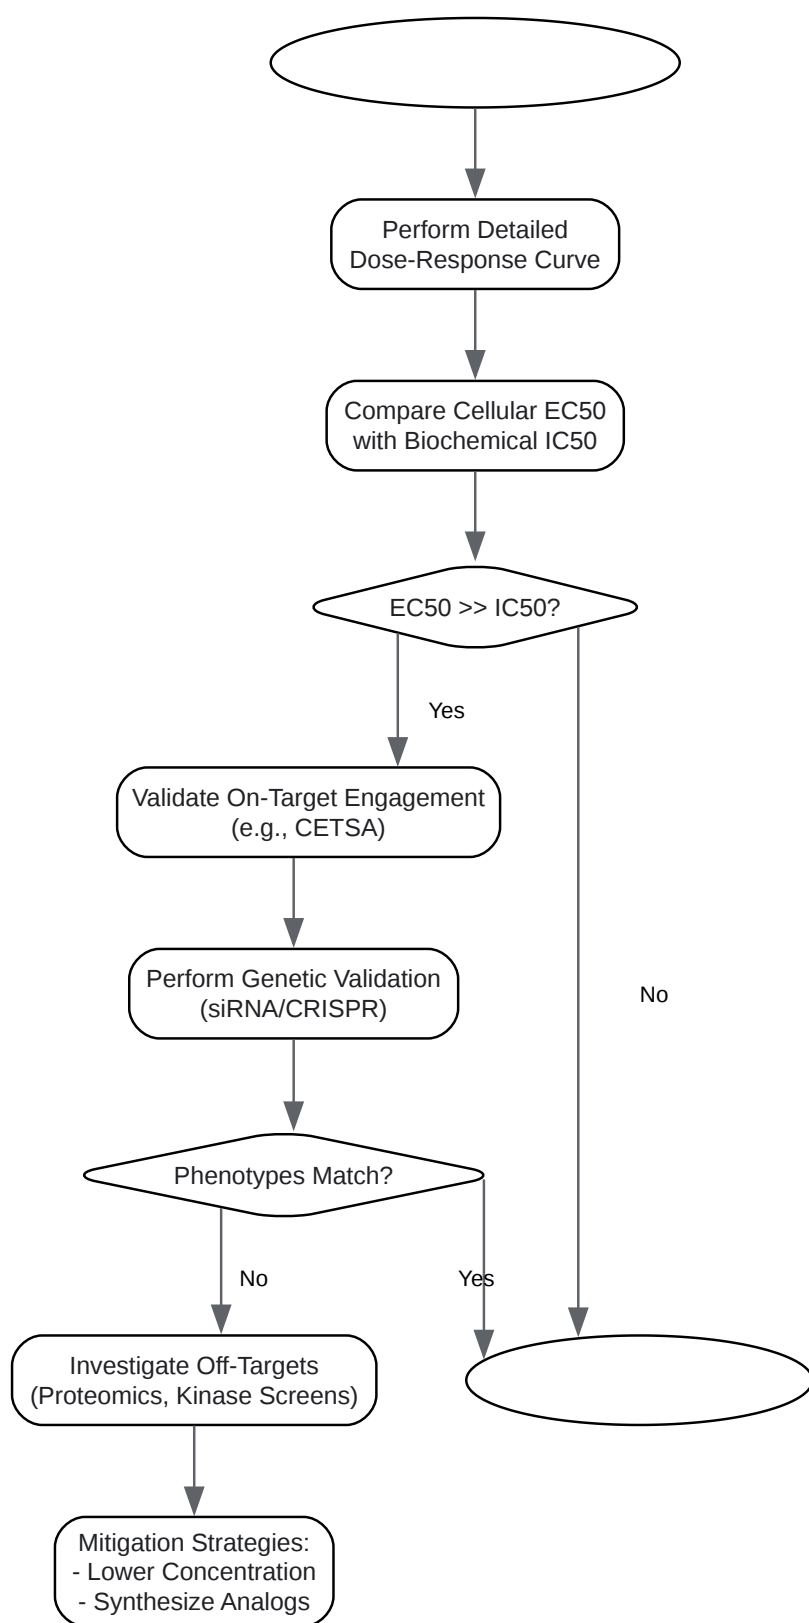 Perform Detailed
Dose-Response Curve
Compare Cellular EC50
with Biochemical IC50
EC50 >> IC50?
Yes
Validate On-Target Engagement
(e.g., CETSA)
Perform Genetic Validation
(siRNA/CRISPR)
No
Phenotypes Match?
No
Yes
Investigate Off-Targets
(Proteomics, Kinase Screens)
Mitigation Strategies:
- Lower Concentration
- Synthesize Analogs